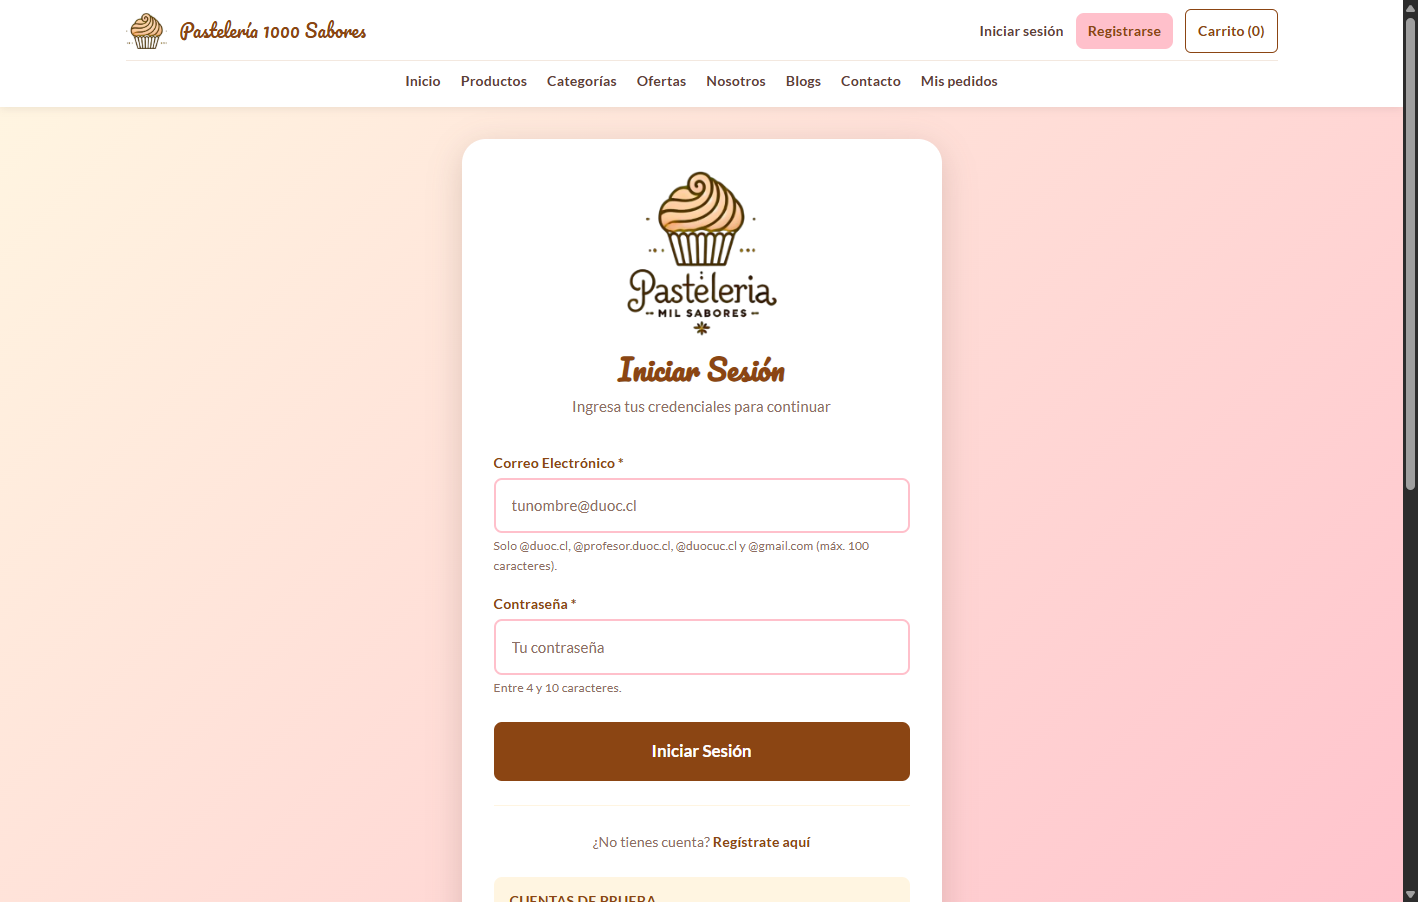 Pastelería 1000 Sabores
Iniciar sesión
Registrarse
Carrito (0)
Inicio
Productos
Categorías
Ofertas
Nosotros
Blogs
Contacto
Mis pedidos
Pasteleria
MIL SABORES
Iniciar Sesión
Ingresa tus credenciales para continuar
Correo Electrónico *
tunombre@duoc.cl
Solo @duoc.cl, @profesor.duoc.cl, @duocuc.cl y @gmail.com (máx. 100
caracteres).
Contraseña *
Tu contraseña
Entre 4 y 10 caracteres.
Iniciar Sesión
¿No tienes cuenta? Regístrate aquí
CUENTAS DE PRUEBA